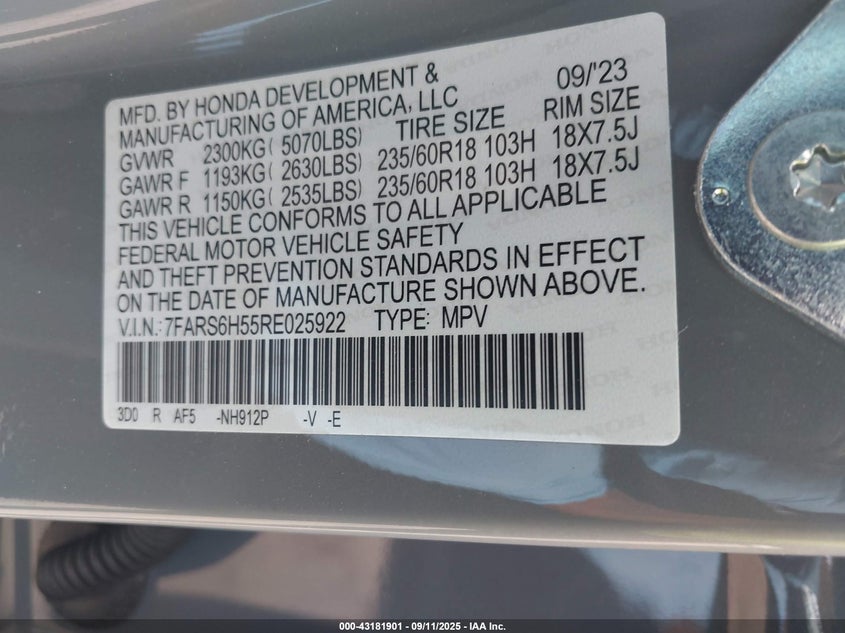 MFD. BY HONDA DEVELOPMENT & 09/'23
MANUFACTURING OF AMERICA, LLC TIRE SIZE RIM SIZE
GVWR 2300KG ( 5070LBS)
GAWR F 1193KG ( 2630LBS) 235/60R18 103H 18X7.5J
GAWR R 1150KG ( 2535LBS) 235/60R18 103H 18X7.5J
THIS VEHICLE CONFORMS TO ALL APPLICABLE
FEDERAL MOTOR VEHICLE SAFETY
AND THEFT PREVENTION STANDARDS IN EFFECT
ON THE DATE OF MANUFACTURE SHOWN ABOVE.
V.I.N.: 7FARS6H55RE025922 TYPE: MPV
3D0 R AF5 -NH912P -V -E
000-43181901 - 09/11/2025 - IAA Inc.